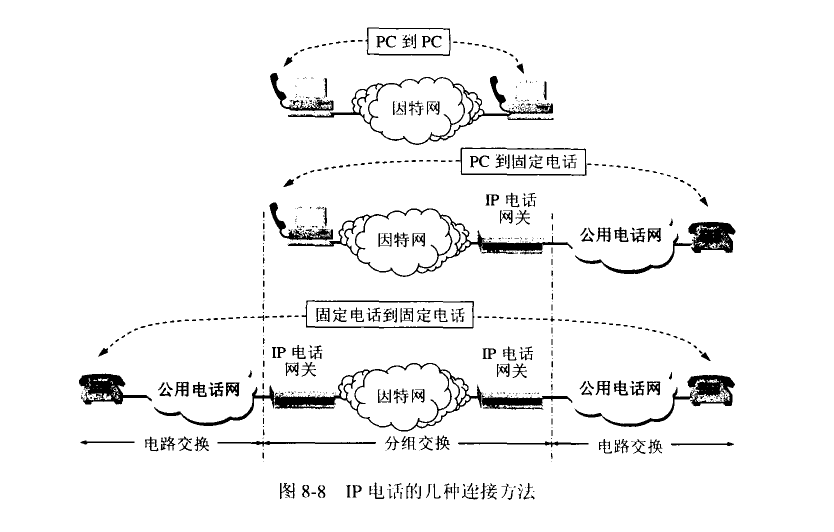 PC 到 PC
因特网
PC 到固定电话
IP 电话
网关
因特网
公用电话网
固定电话到固定电话
IP 电话
网关
IP 电话
网关
公用电话网
因特网
公用电话网
电路交换
分组交换
电路交换
图 8-8 IP 电话的几种连接方法